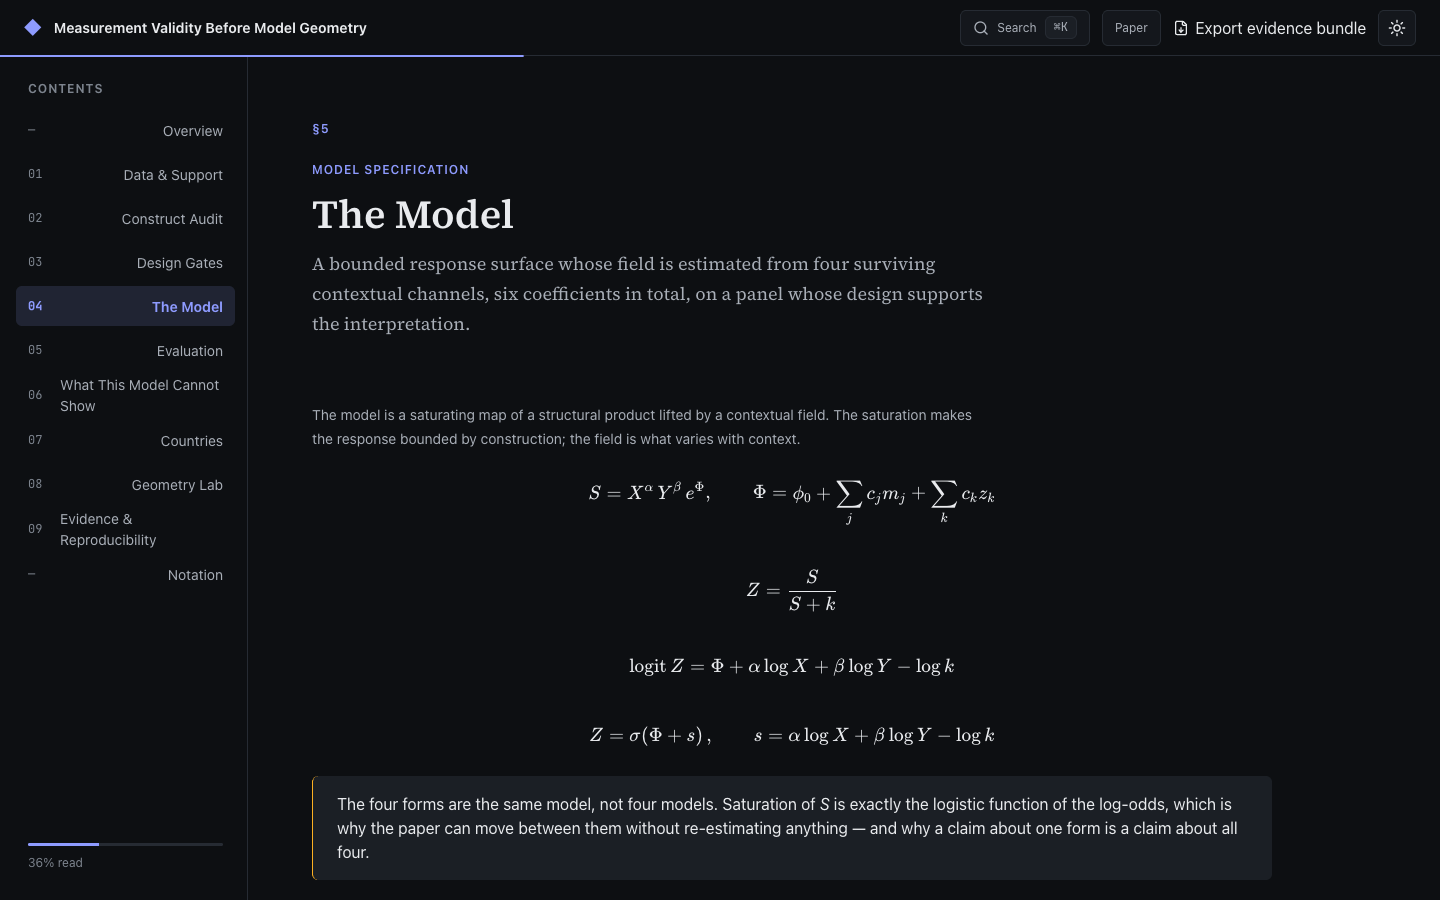 Measurement Validity Before Model Geometry
Search ⌘K
Paper
Export evidence bundle
CONTENTS
— Overview
01 Data & Support
02 Construct Audit
03 Design Gates
04 The Model
05 Evaluation
06 What This Model Cannot
Show
07 Countries
08 Geometry Lab
09 Evidence &
Reproducibility
— Notation
36% read
§5
MODEL SPECIFICATION
The Model
A bounded response surface whose field is estimated from four surviving
contextual channels, six coefficients in total, on a panel whose design supports
the interpretation.
The model is a saturating map of a structural product lifted by a contextual field. The saturation makes
the response bounded by construction; the field is what varies with context.
S = X^α Y^β e^Φ, Φ = ϕ₀ + ∑_j c_j m_j + ∑_k c_k z_k
Z = S / (S + k)
logit Z = Φ + α log X + β log Y − log k
Z = σ(Φ + s) , s = α log X + β log Y − log k
The four forms are the same model, not four models. Saturation of S is exactly the logistic function of the log-odds, which is
why the paper can move between them without re-estimating anything — and why a claim about one form is a claim about all
four.